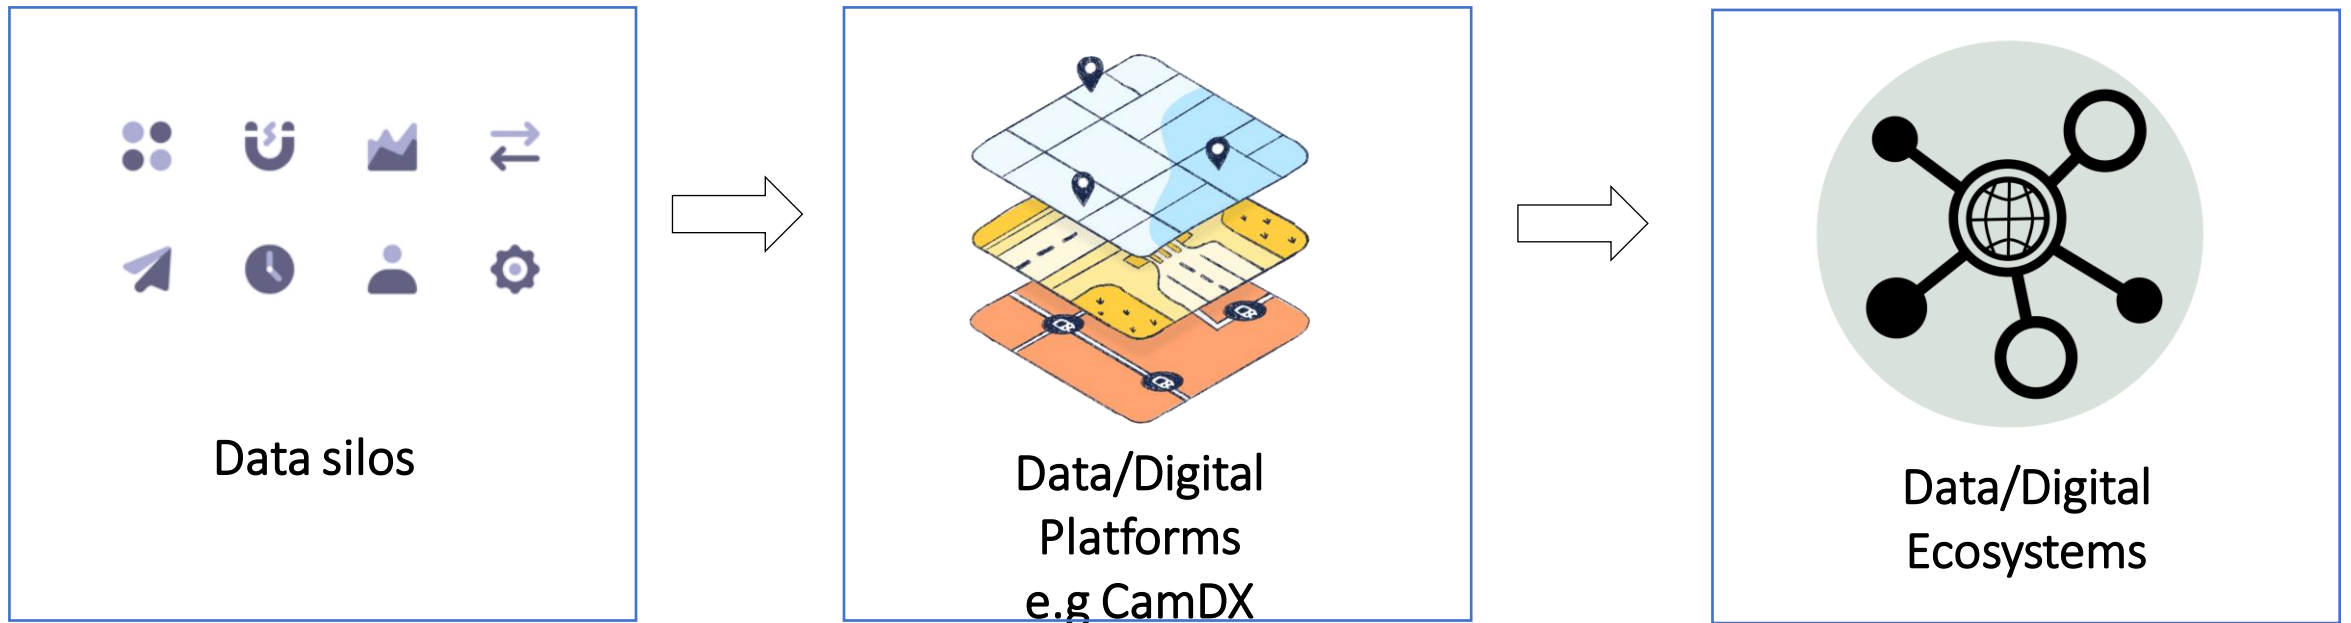 Data silos
Data/Digital
Platforms
e.g CamDX
Data/Digital
Ecosystems